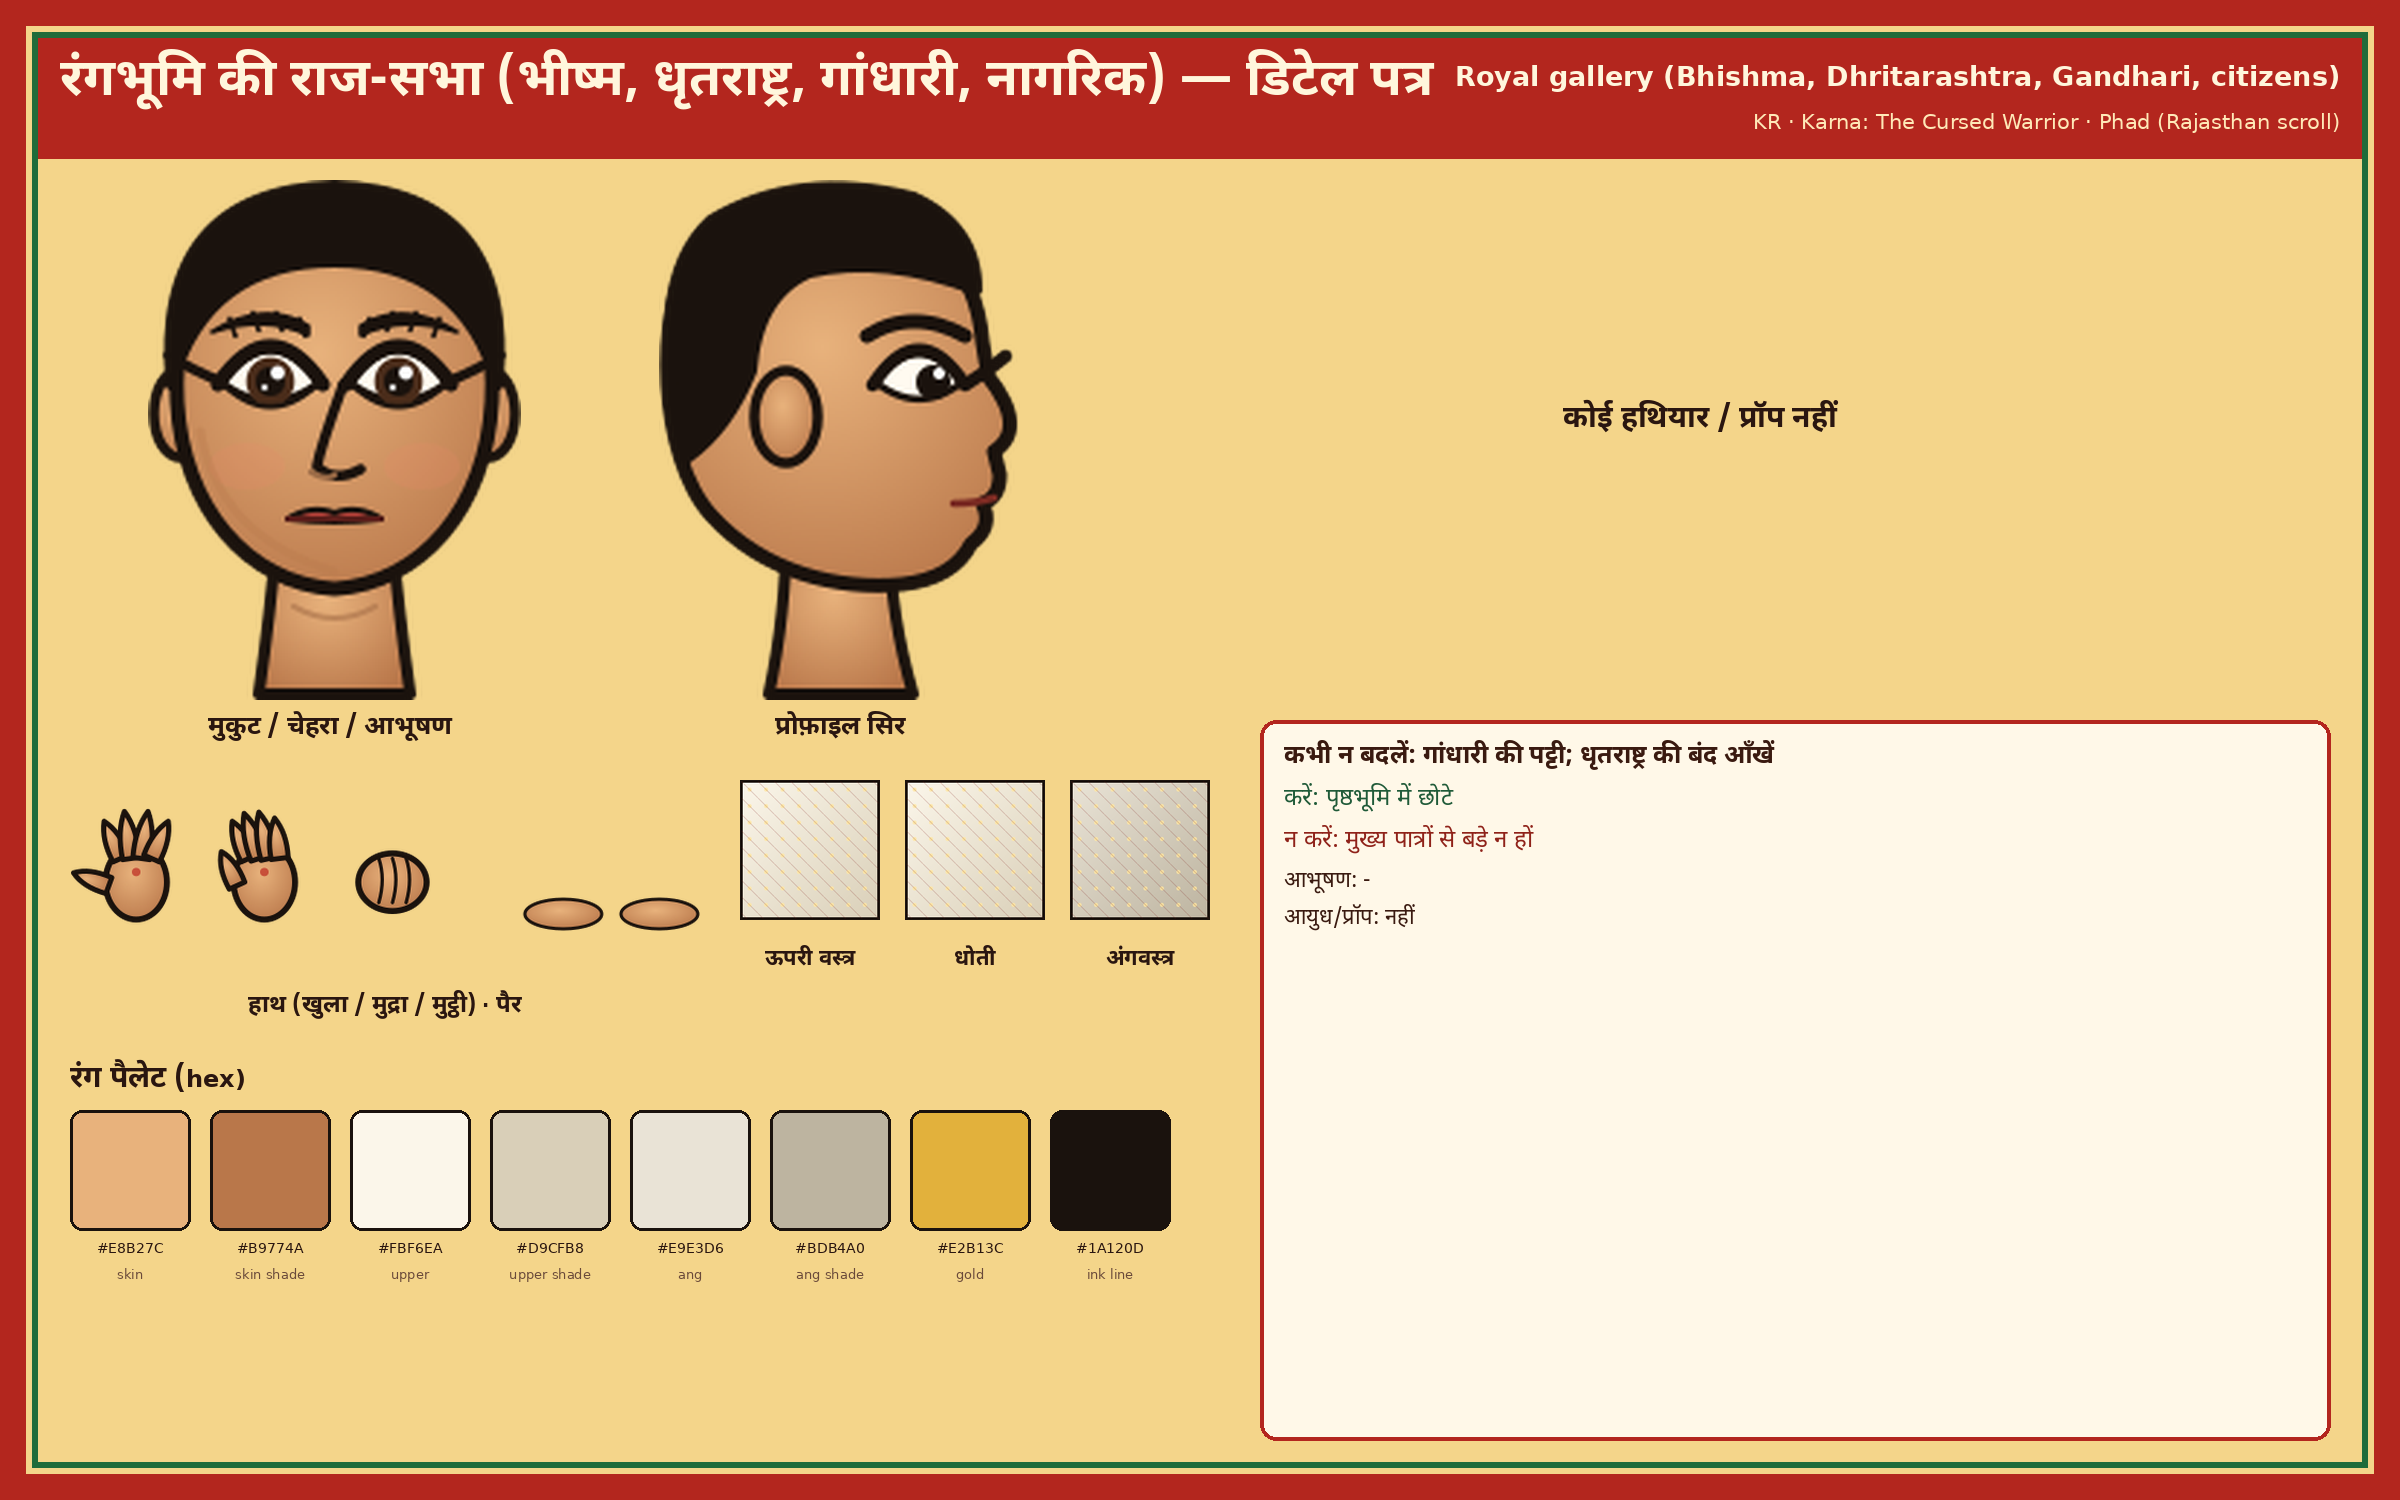 रंगभूमि की राज-सभा (भीष्म, धृतराष्ट्र, गांधारी, नागरिक) — डिटेल पत्र
Royal gallery (Bhishma, Dhritarashtra, Gandhari, citizens)
KR · Karna: The Cursed Warrior · Phad (Rajasthan scroll)
कोई हथियार / प्रॉप नहीं
मुकुट / चेहरा / आभूषण
प्रोफ़ाइल सिर
ऊपरी वस्त्र
धोती
अंगवस्त्र
हाथ (खुला / मुद्रा / मुट्ठी) · पैर
कभी न बदलें: गांधारी की पट्टी; धृतराष्ट्र की बंद आँखें
करें: पृष्ठभूमि में छोटे
न करें: मुख्य पात्रों से बड़े न हों
आभूषण: -
आयुध/प्रॉप: नहीं
रंग पैलेट (hex)
#E8B27C
skin
#B9774A
skin shade
#FBF6EA
upper
#D9CFB8
upper shade
#E9E3D6
ang
#BDB4A0
ang shade
#E2B13C
gold
#1A120D
ink line